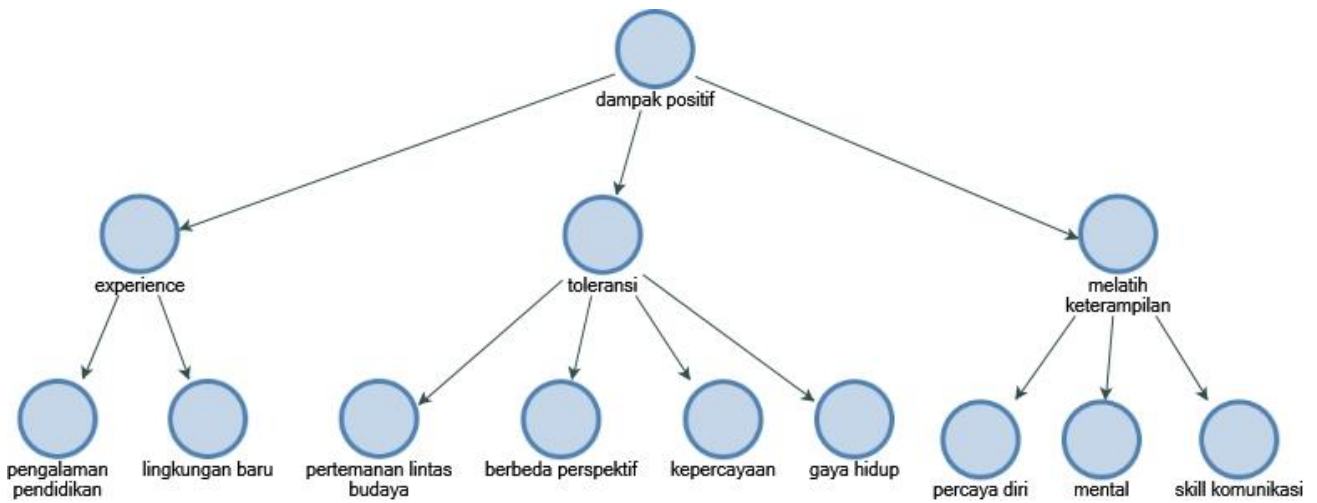 dampak positif
experience
toleransi
melatih
keterampilan
pengalaman
pendidikan
lingkungan baru
pertemanan lintas
budaya
berbeda perspektif
kepercayaan
gaya hidup
percaya diri
mental
skill komunikasi